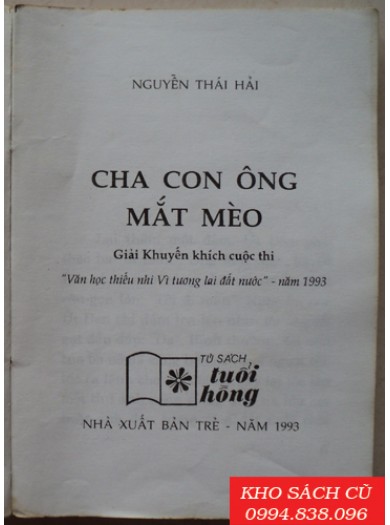 NGUYỄN THÁI HẢI
CHA CON ÔNG
MẮT MÈO
Giải Khuyến khích cuộc thi
"Văn học thiếu nhi Vì tương lai đất nước" - năm 1993
TỦ SÁCH
tuổi
hồng
NHÀ XUẤT BẢN TRẺ - NĂM 1993
KHO SÁCH CŨ
0994.838.096